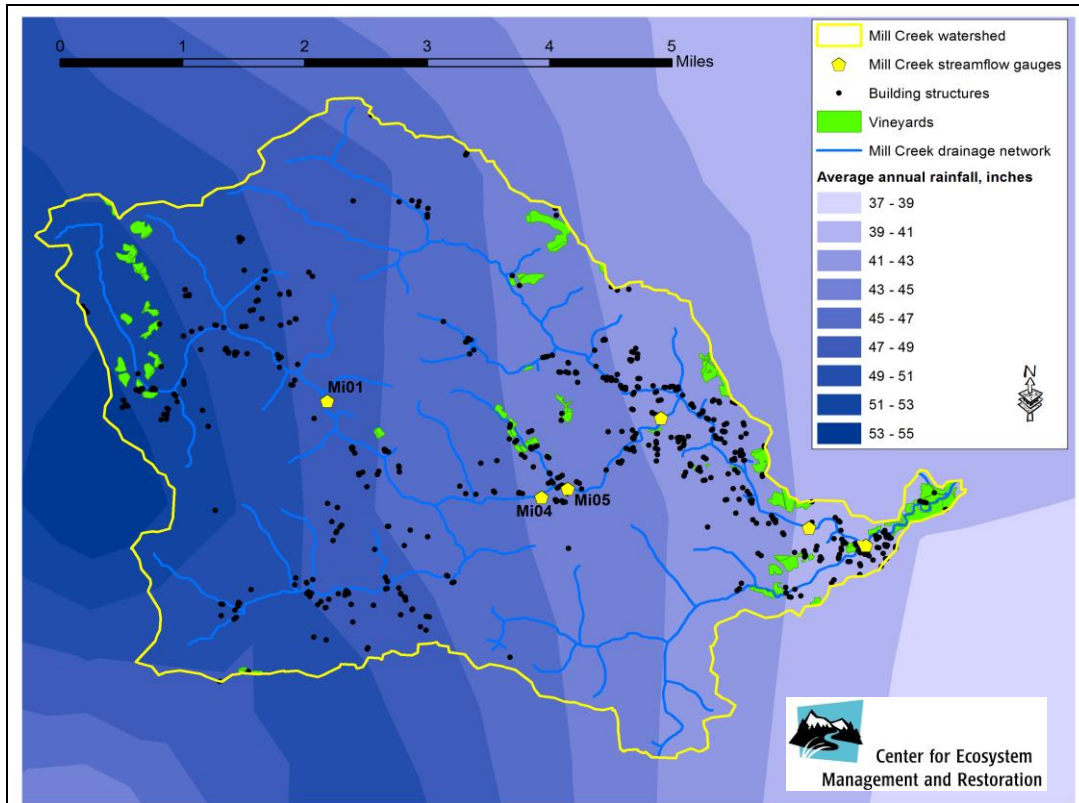 0 1 2 3 4 5
Miles
Mill Creek watershed
Mill Creek streamflow gauges
Building structures
Vineyards
Mill Creek drainage network
Average annual rainfall, inches
37 - 39
39 - 41
41 - 43
43 - 45
45 - 47
47 - 49
49 - 51
51 - 53
53 - 55
N
Mi01
Mi04
Mi05
Center for Ecosystem
Management and Restoration